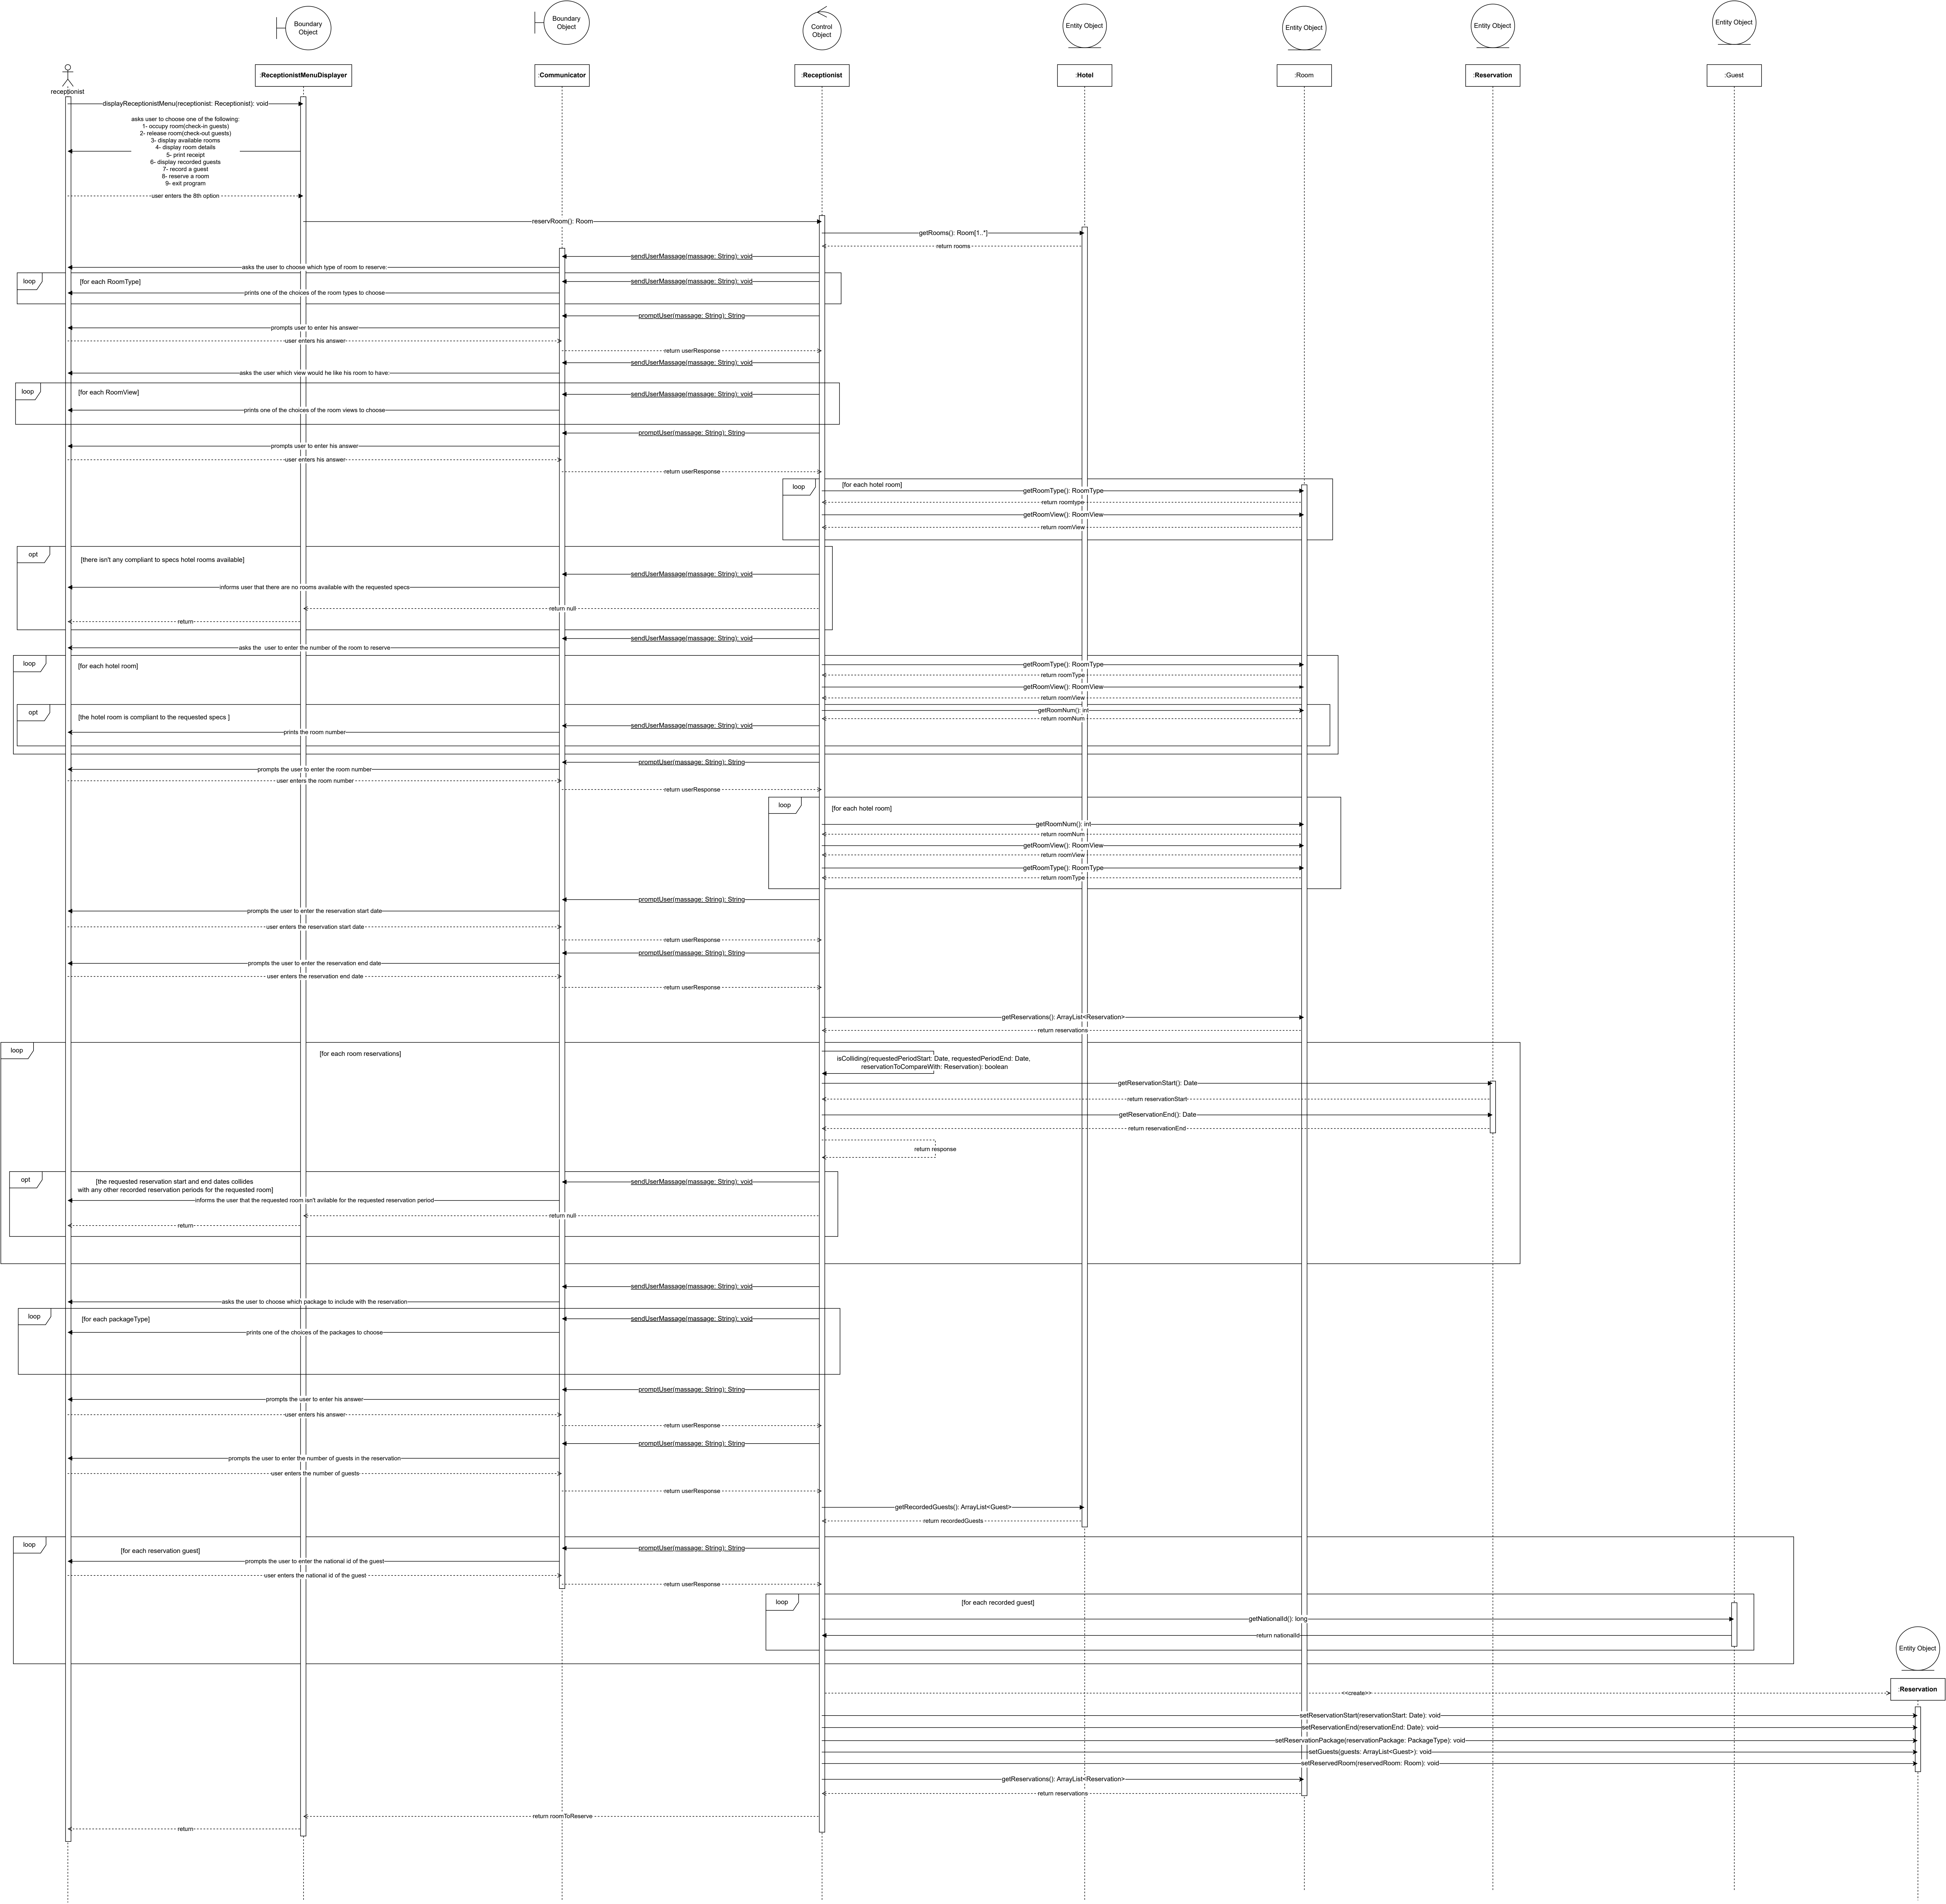 Boundary
Object
Boundary
Object
Control
Object
Entity Object
Entity Object
Entity Object
Entity Object
receptionist
:ReceptionistMenuDisplayer
:Communicator
:Receptionist
:Hotel
:Room
:Reservation
:Guest
displayReceptionistMenu(receptionist: Receptionist): void
asks user to choose one of the following:
1- occupy room(check-in guests)
2- release room(check-out guests)
3- display available rooms
4- display room details
5- print receipt
6- display recorded guests
7- record a guest
8- reserve a room
9- exit program
user enters the 8th option
reservRoom(): Room
getRooms(): Room[1..*]
return rooms
sendUserMassage(massage: String): void
asks the user to choose which type of room to reserve:
loop
[for each RoomType]
sendUserMassage(massage: String): void
prints one of the choices of the room types to choose
promptUser(massage: String): String
prompts user to enter his answer
user enters his answer
return userResponse
sendUserMassage(massage: String): void
asks the user which view would he like his room to have:
loop
[for each RoomView]
sendUserMassage(massage: String): void
prints one of the choices of the room views to choose
promptUser(massage: String): String
prompts user to enter his answer
user enters his answer
return userResponse
loop
[for each hotel room]
getRoomType(): RoomType
return roomtype
getRoomView(): RoomView
return roomView
opt
[there isn't any compliant to specs hotel rooms available]
sendUserMassage(massage: String): void
informs user that there are no rooms available with the requested specs
return null
return
sendUserMassage(massage: String): void
asks the  user to enter the number of the room to reserve
loop
[for each hotel room]
getRoomType(): RoomType
return roomType
getRoomView(): RoomView
return roomView
opt
[the hotel room is compliant to the requested specs ]
getRoomNum(): int
return roomNum
sendUserMassage(massage: String): void
prints the room number
promptUser(massage: String): String
prompts the user to enter the room number
user enters the room number
return userResponse
loop
[for each hotel room]
getRoomNum(): int
return roomNum
getRoomView(): RoomView
return roomView
getRoomType(): RoomType
return roomType
promptUser(massage: String): String
prompts the user to enter the reservation start date
user enters the reservation start date
return userResponse
promptUser(massage: String): String
prompts the user to enter the reservation end date
user enters the reservation end date
return userResponse
getReservations(): ArrayList<Reservation>
return reservations
loop
[for each room reservations]
isColliding(requestedPeriodStart: Date, requestedPeriodEnd: Date,
reservationToCompareWith: Reservation): boolean
getReservationStart(): Date
return reservationStart
getReservationEnd(): Date
return reservationEnd
return response
opt
[the requested reservation start and end dates collides
with any other recorded reservation periods for the requested room]
sendUserMassage(massage: String): void
informs the user that the requested room isn't avilable for the requested reservation period
return null
return
sendUserMassage(massage: String): void
asks the user to choose which package to include with the reservation
loop
[for each packageType]
sendUserMassage(massage: String): void
prints one of the choices of the packages to choose
promptUser(massage: String): String
prompts the user to enter his answer
user enters his answer
return userResponse
promptUser(massage: String): String
prompts the user to enter the number of guests in the reservation
user enters the number of guests
return userResponse
getRecordedGuests(): ArrayList<Guest>
return recordedGuests
loop
[for each reservation guest]
promptUser(massage: String): String
prompts the user to enter the national id of the guest
user enters the national id of the guest
return userResponse
loop
[for each recorded guest]
getNationalId(): long
return nationalId
Entity Object
:Reservation
<<create>>
setReservationStart(reservationStart: Date): void
setReservationEnd(reservationEnd: Date): void
setReservationPackage(reservationPackage: PackageType): void
setGuests(guests: ArrayList<Guest>): void
setReservedRoom(reservedRoom: Room): void
getReservations(): ArrayList<Reservation>
return reservations
return roomToReserve
return